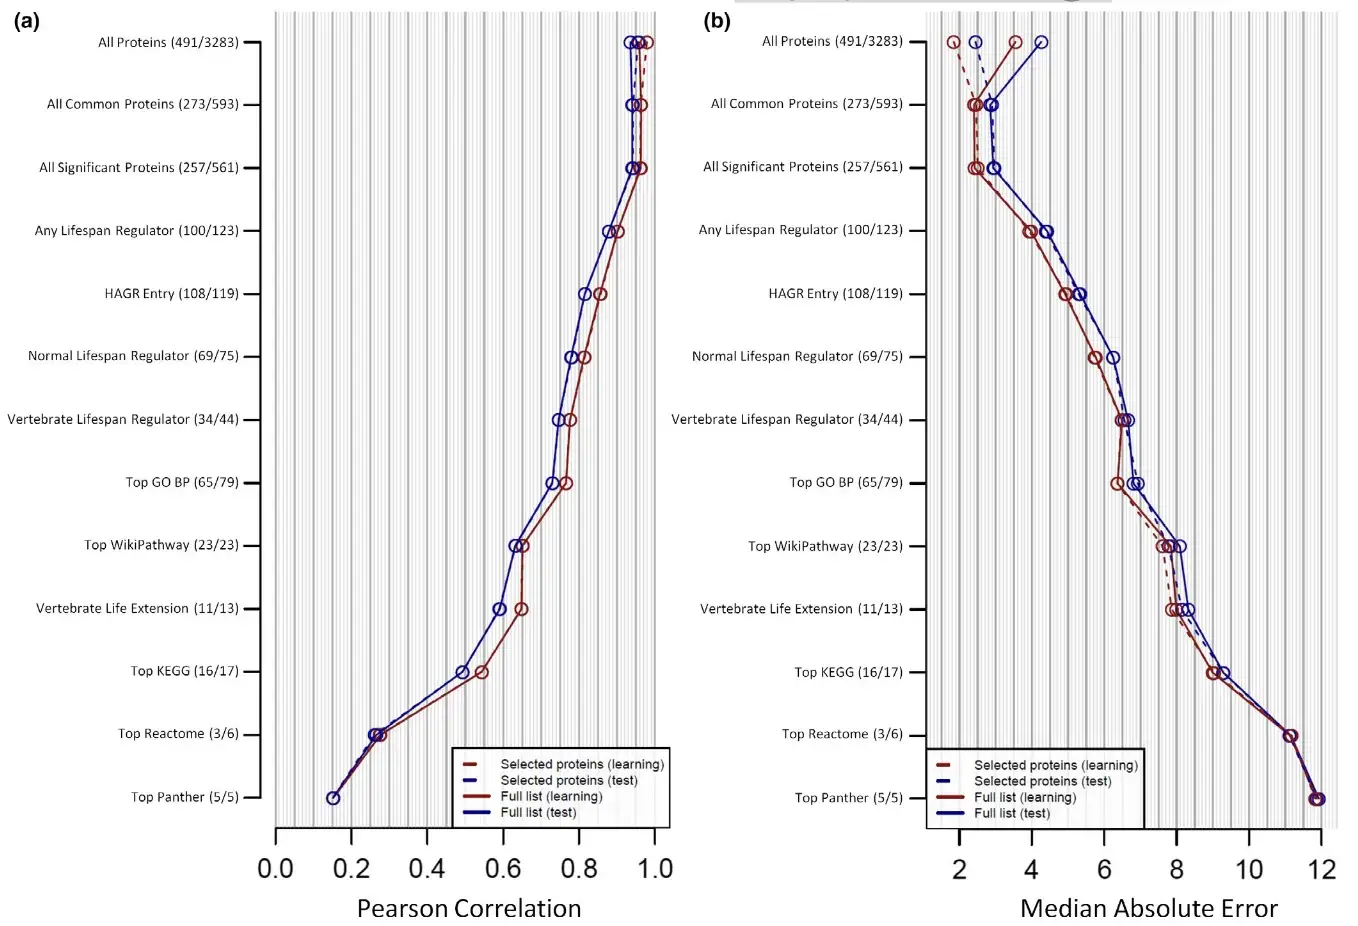 (a)
All Proteins (491/3283)
All Common Proteins (273/593)
All Significant Proteins (257/561)
Any Lifespan Regulator (100/123)
HAGR Entry (108/119)
Normal Lifespan Regulator (69/75)
Vertebrate Lifespan Regulator (34/44)
Top GO BP (65/79)
Top WikiPathway (23/23)
Vertebrate Life Extension (11/13)
Top KEGG (16/17)
Top Reactome (3/6)
Top Panther (5/5)
Selected proteins (learning)
Selected proteins (test)
Full list (learning)
Full list (test)
0.0 0.2 0.4 0.6 0.8 1.0
Pearson Correlation
(b)
All Proteins (491/3283)
All Common Proteins (273/593)
All Significant Proteins (257/561)
Any Lifespan Regulator (100/123)
HAGR Entry (108/119)
Normal Lifespan Regulator (69/75)
Vertebrate Lifespan Regulator (34/44)
Top GO BP (65/79)
Top WikiPathway (23/23)
Vertebrate Life Extension (11/13)
Top KEGG (16/17)
Top Reactome (3/6)
Top Panther (5/5)
Selected proteins (learning)
Selected proteins (test)
Full list (learning)
Full list (test)
2 4 6 8 10 12
Median Absolute Error